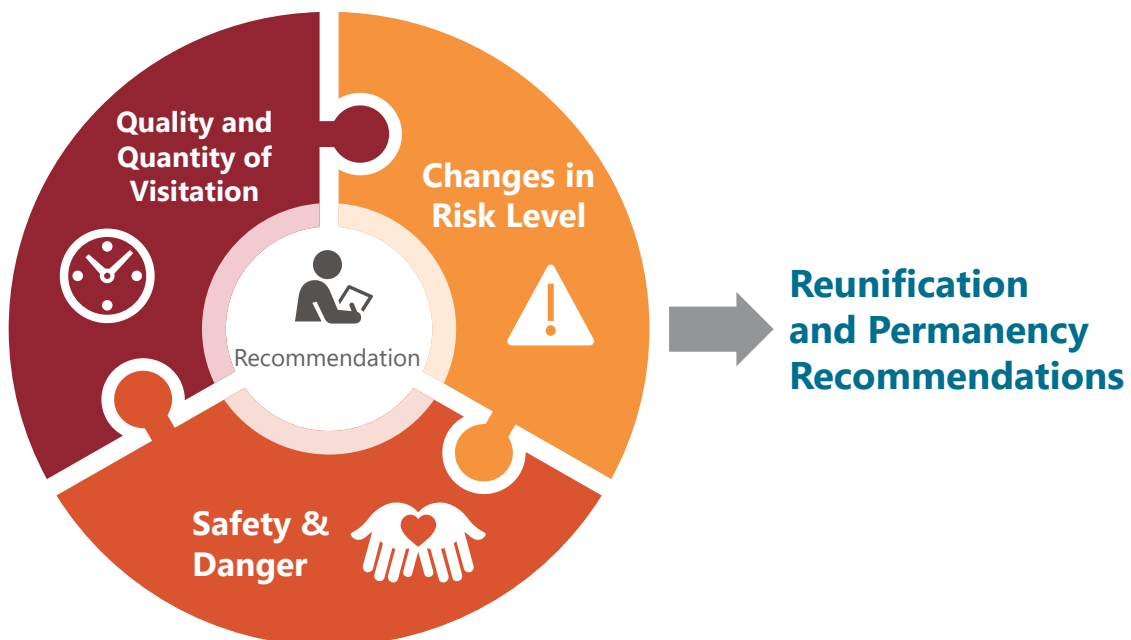 Quality and
Quantity of
Visitation
Changes in
Risk Level
Recommendation
Safety &
Danger
Reunification
and Permanency
Recommendations